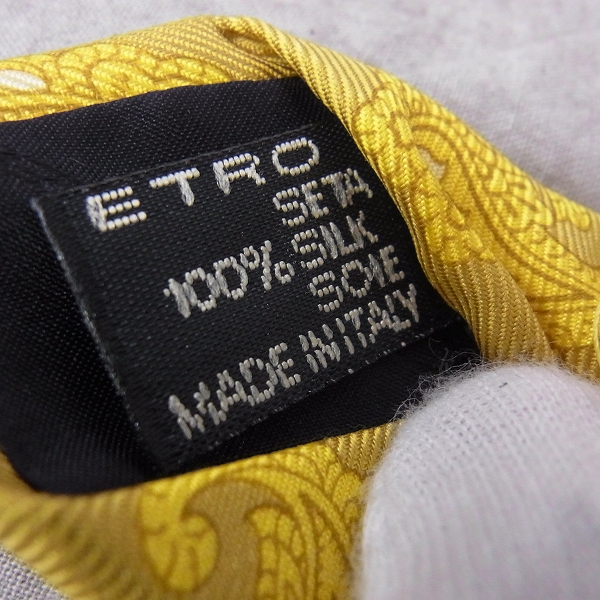 ETRO
SETA
100% SILK
SOIE
MADE IN ITALY